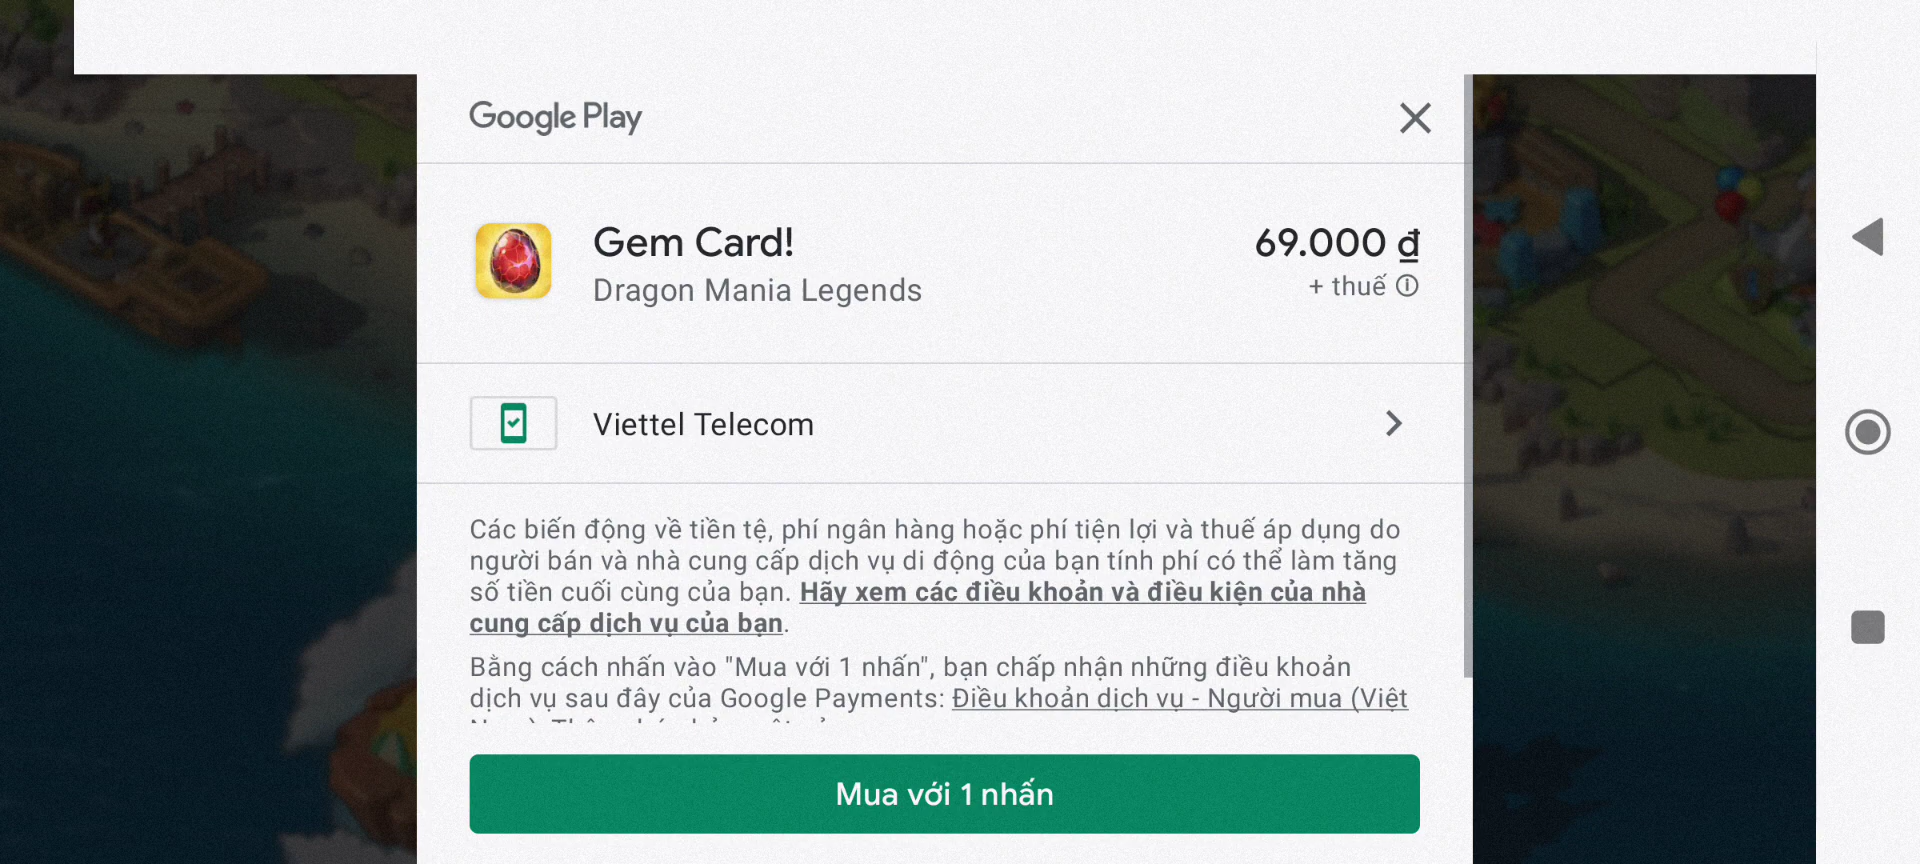 Google Play
Gem Card!
69.000 ₫
Dragon Mania Legends
+ thuế
Viettel Telecom
Các biến động về tiền tệ, phí ngân hàng hoặc phí tiện lợi và thuế áp dụng do
người bán và nhà cung cấp dịch vụ di động của bạn tính phí có thể làm tăng
số tiền cuối cùng của bạn. Hãy xem các điều khoản và điều kiện của nhà
cung cấp dịch vụ của bạn.
Bằng cách nhấn vào "Mua với 1 nhấn", bạn chấp nhận những điều khoản
dịch vụ sau đây của Google Payments: Điều khoản dịch vụ - Người mua (Việt
Mua với 1 nhấn